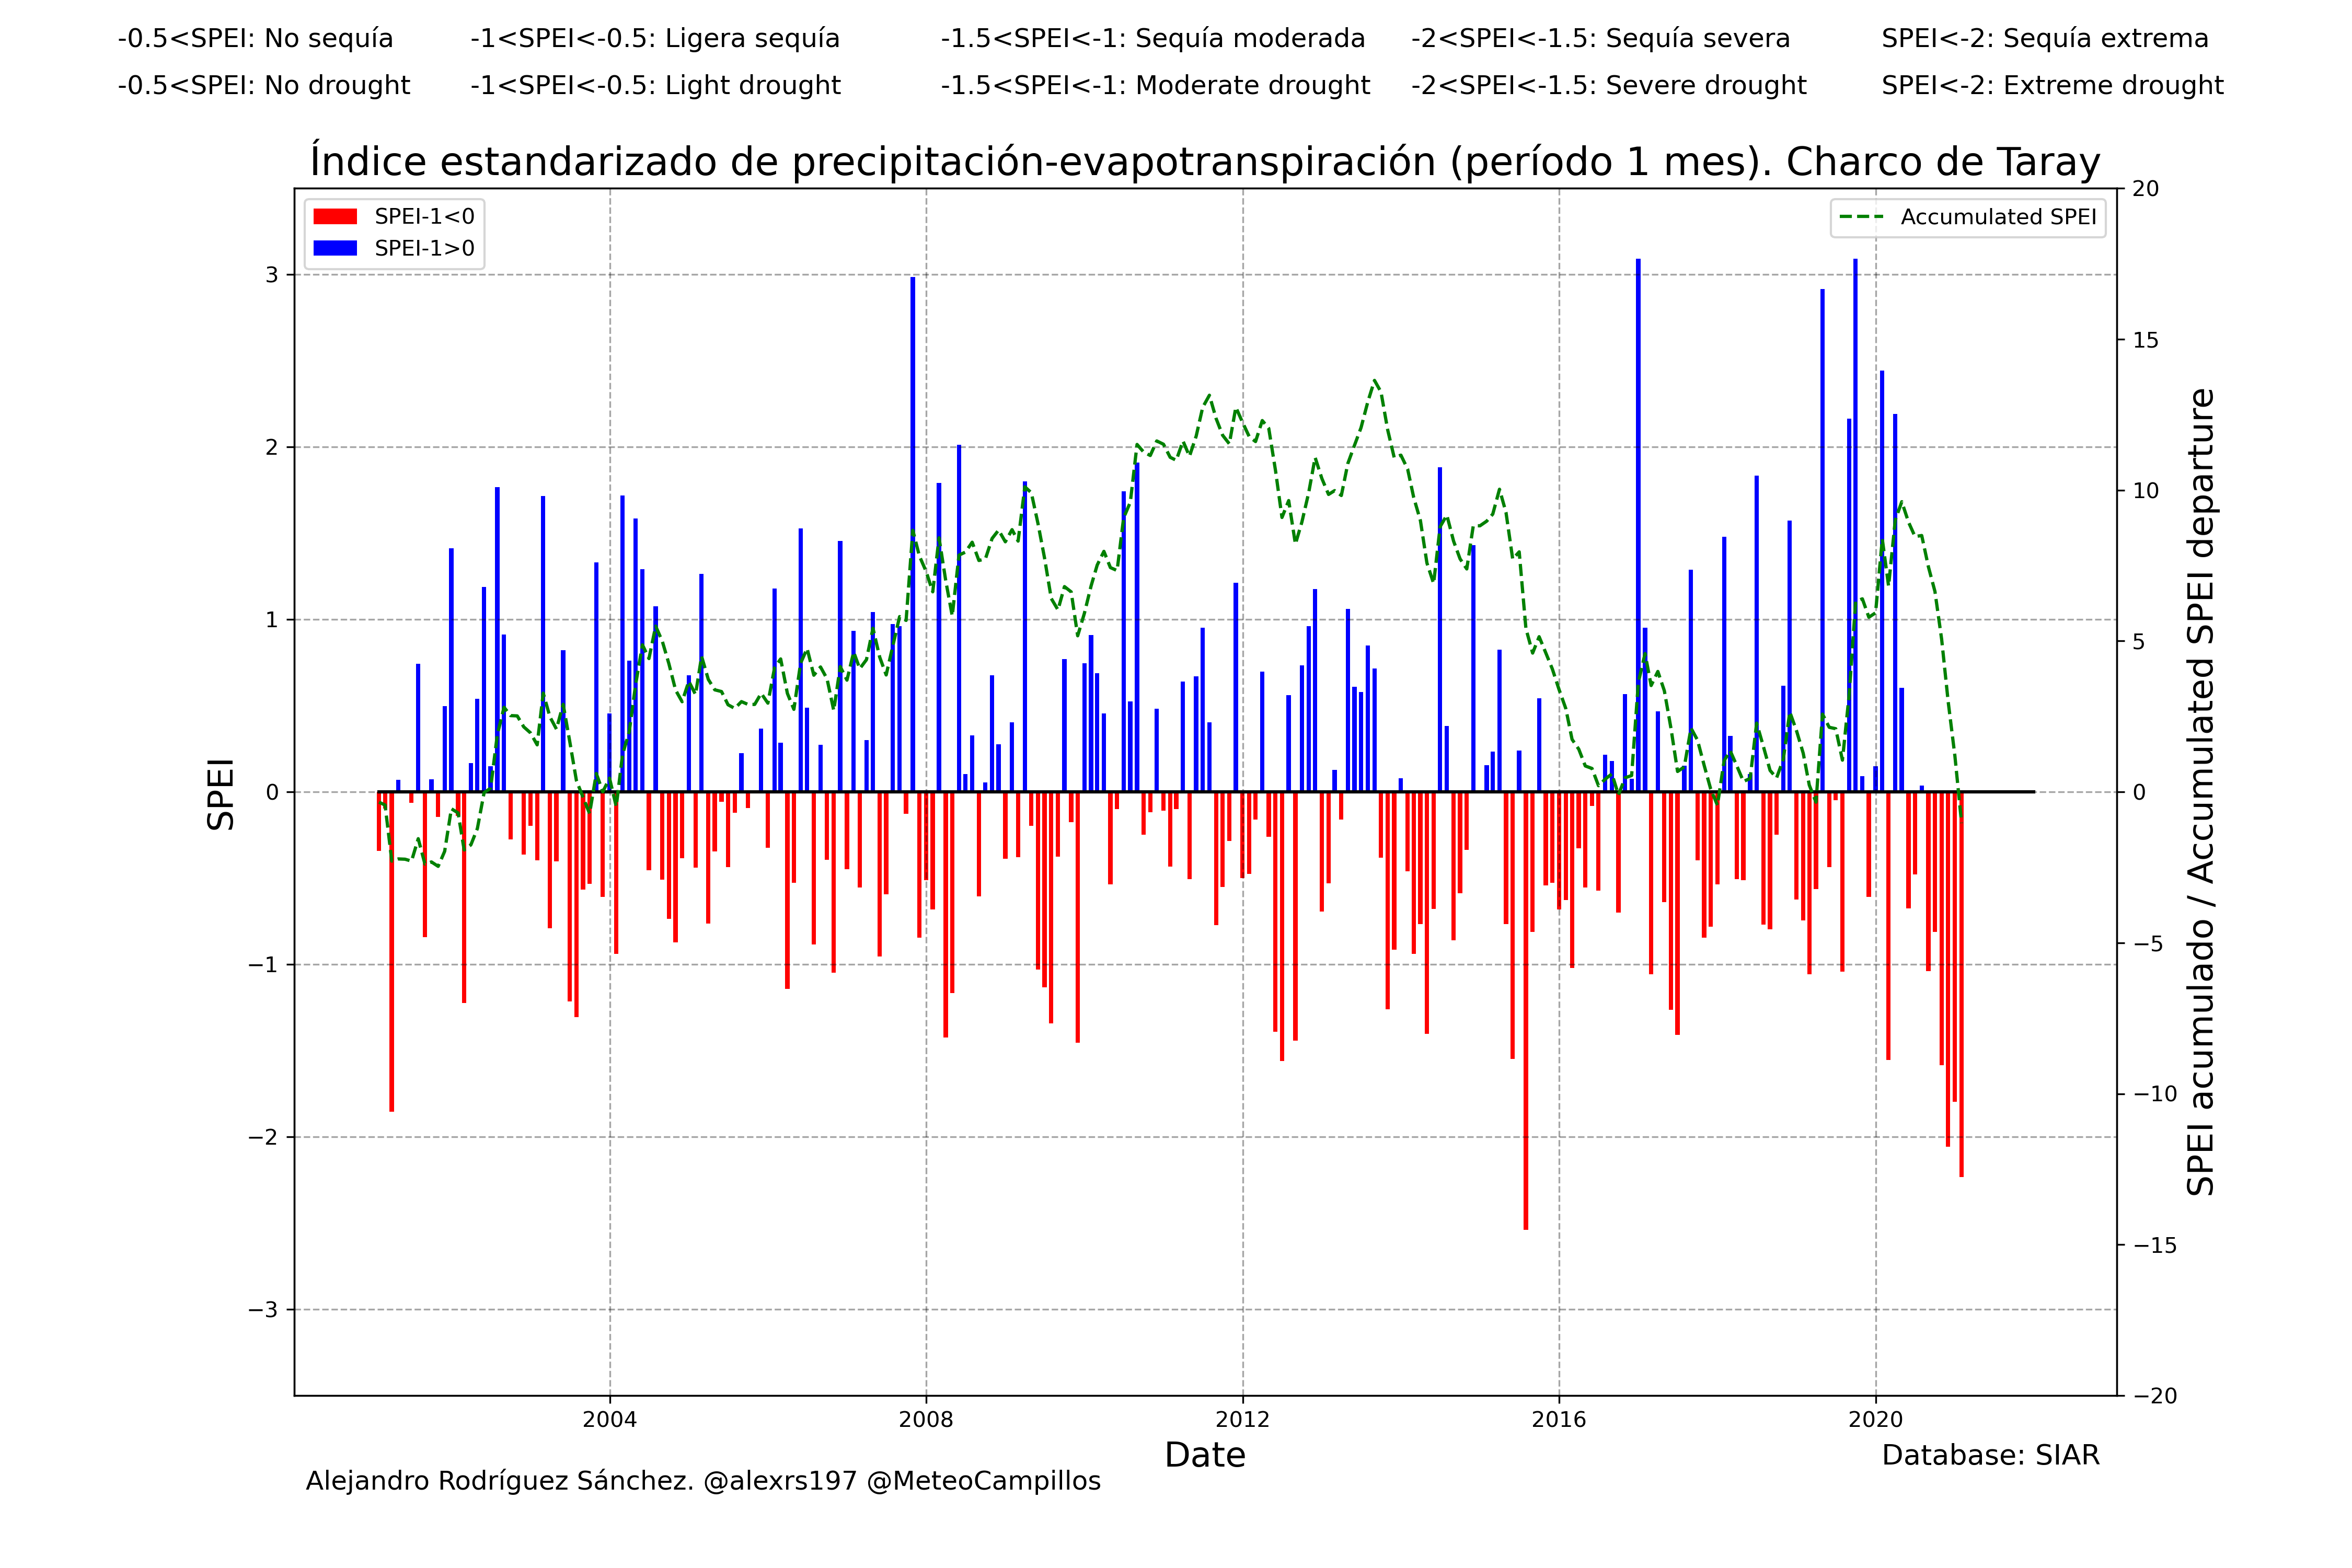 -0.5<SPEI: No sequía -1<SPEI<-0.5: Ligera sequía -1.5<SPEI<-1: Sequía moderada -2<SPEI<-1.5: Sequía severa SPEI<-2: Sequía extrema
-0.5<SPEI: No drought -1<SPEI<-0.5: Light drought -1.5<SPEI<-1: Moderate drought -2<SPEI<-1.5: Severe drought SPEI<-2: Extreme drought
Índice estandarizado de precipitación-evapotranspiración (período 1 mes). Charco de Taray
SPEI-1<0
SPEI-1>0
Accumulated SPEI
SPEI
3
2
1
0
−1
−2
−3
20
15
10
5
0
−5
−10
−15
−20
SPEI acumulado / Accumulated SPEI departure
2004 2008 2012 2016 2020
Date
Database: SIAR
Alejandro Rodríguez Sánchez. @alexrs197 @MeteoCampillos